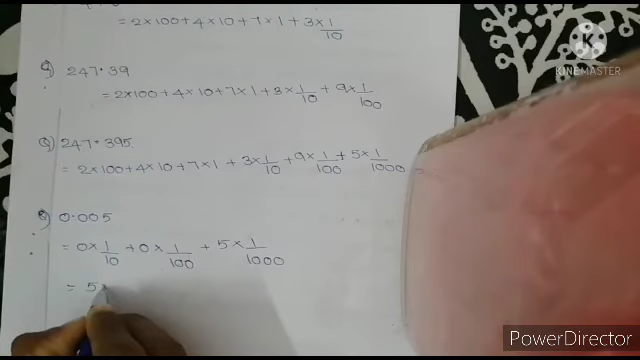 = 2×100+4×10+7×1+3×1/10
Q) 247.39
= 2×100+4×10+7×1+3×1/10+9×1/100
Q) 247.395
= 2×100+4×10+7×1+3×1/10+9×1/100+5×1/1000
Q) 0.005
= 0×1/10+0×1/100+5×1/1000
= 5×
KINEMASTER
PowerDirector